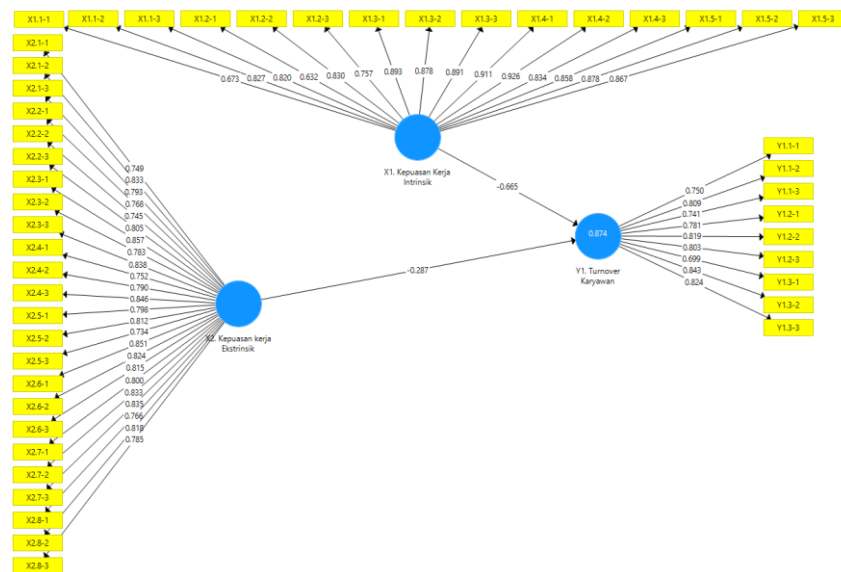 X1.1-1 X1.1-2 X1.1-3 X1.2-1 X1.2-2 X1.2-3 X1.3-1 X1.3-2 X1.3-3 X1.4-1 X1.4-2 X1.4-3 X1.5-1 X1.5-2 X1.5-3
0.673 0.827 0.820 0.632 0.830 0.757 0.893 0.878 0.891 0.911 0.926 0.834 0.858 0.878 0.867
X1. Kepuasan Kerja
Intrinsik
X2.1-1
X2.1-2
X2.1-3
X2.2-1
X2.2-2
X2.2-3
X2.3-1
X2.3-2
X2.3-3
X2.4-1
X2.4-2
X2.4-3
X2.5-1
X2.5-2
X2.5-3
X2.6-1
X2.6-2
X2.6-3
X2.7-1
X2.7-2
X2.7-3
X2.8-1
X2.8-2
X2.8-3
0.749
0.833
0.793
0.768
0.745
0.805
0.857
0.783
0.838
0.752
0.790
0.846
0.798
0.812
0.734
0.851
0.824
0.815
0.800
0.833
0.835
0.766
0.818
0.785
X2. Kepuasan kerja
Ekstrinsik
-0.665
-0.287
0.874
Y1. Turnover
Karyawan
0.750
0.809
0.741
0.781
0.819
0.803
0.699
0.843
0.824
Y1.1-1
Y1.1-2
Y1.1-3
Y1.2-1
Y1.2-2
Y1.2-3
Y1.3-1
Y1.3-2
Y1.3-3